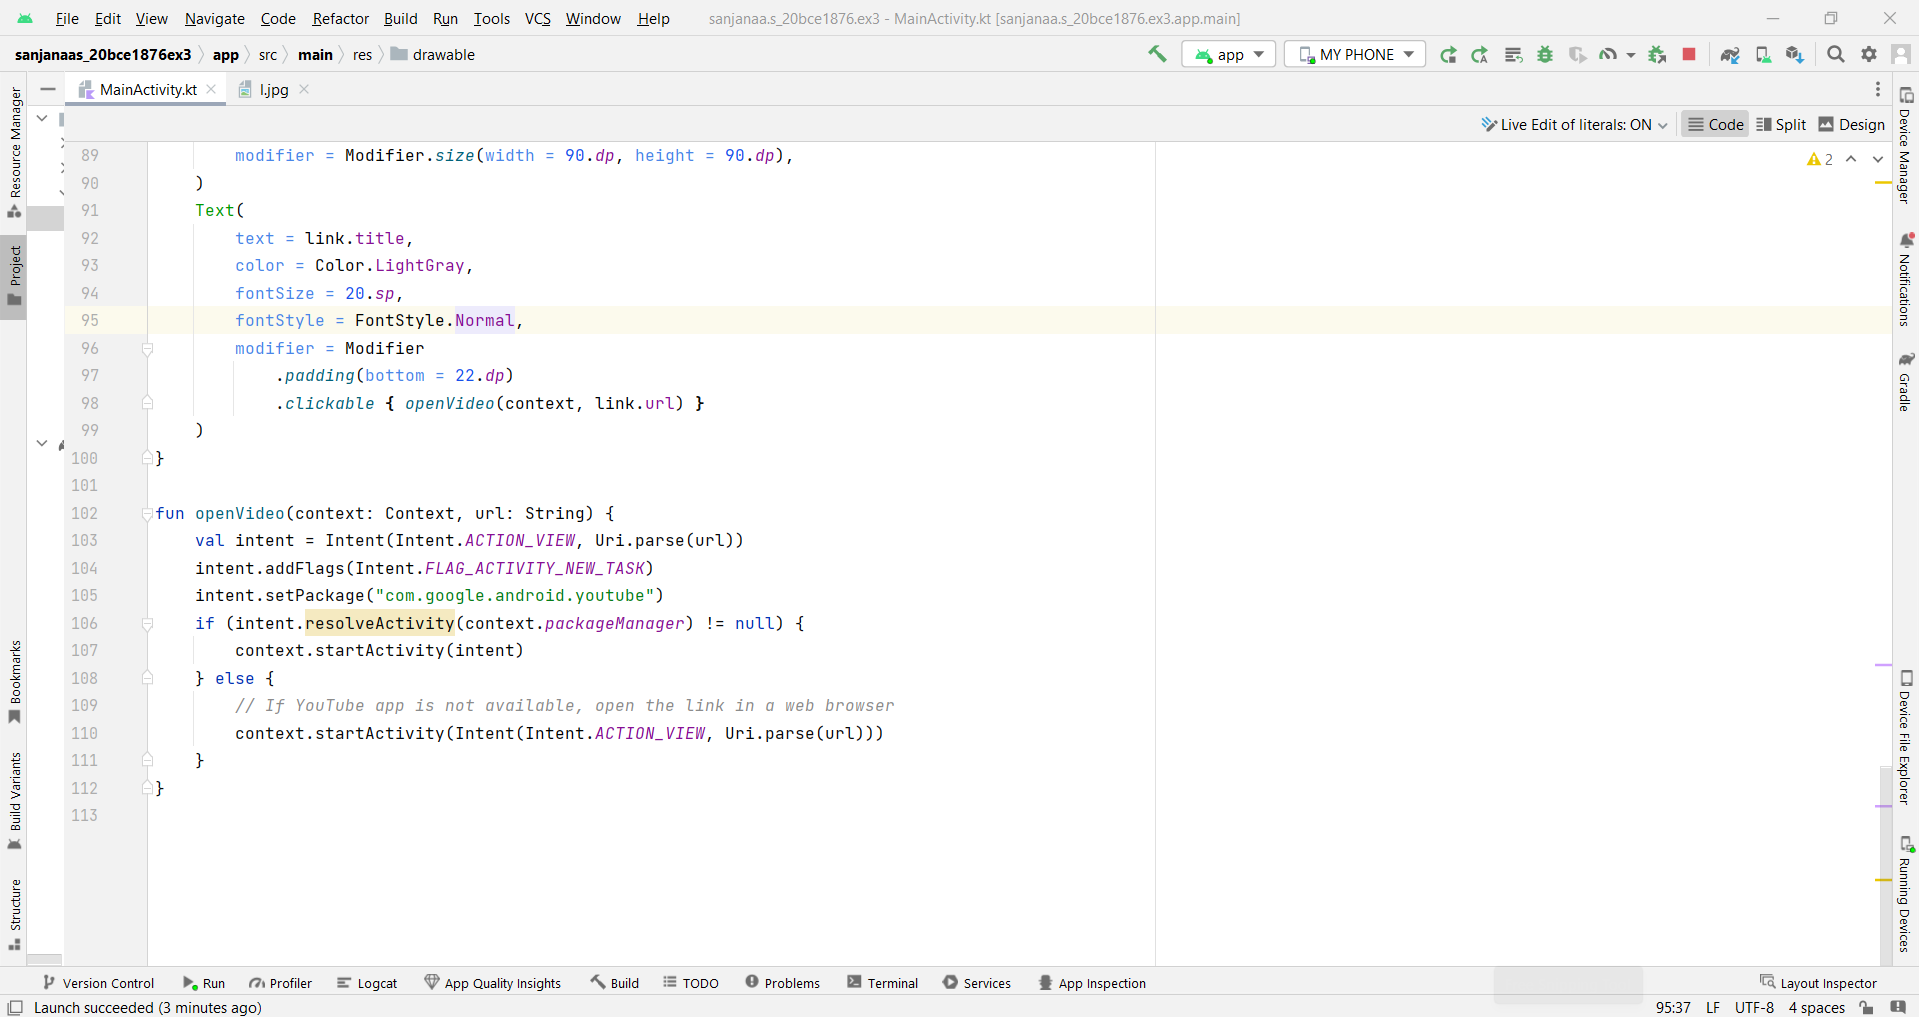 File Edit View Navigate Code Refactor Build Run Tools VCS Window Help sanjanaa.s_20bce1876.ex3 - MainActivity.kt [sanjanaa.s_20bce1876.ex3.app.main]
sanjanaas_20bce1876ex3 app src main res drawable app MY PHONE
MainActivity.kt l.jpg
Live Edit of literals: ON Code Split Design
2
89 modifier = Modifier.size(width = 90.dp, height = 90.dp),
90 )
91 Text(
92 text = link.title,
93 color = Color.LightGray,
94 fontSize = 20.sp,
95 fontStyle = FontStyle.Normal,
96 modifier = Modifier
97 .padding(bottom = 22.dp)
98 .clickable { openVideo(context, link.url) }
99 )
100 }
101
102 fun openVideo(context: Context, url: String) {
103 val intent = Intent(Intent.ACTION_VIEW, Uri.parse(url))
104 intent.addFlags(Intent.FLAG_ACTIVITY_NEW_TASK)
105 intent.setPackage("com.google.android.youtube")
106 if (intent.resolveActivity(context.packageManager) != null) {
107 context.startActivity(intent)
108 } else {
109 // If YouTube app is not available, open the link in a web browser
110 context.startActivity(Intent(Intent.ACTION_VIEW, Uri.parse(url)))
111 }
112 }
113
Resource Manager
Project
Bookmarks
Build Variants
Structure
Device Manager
Notifications
Gradle
Device File Explorer
Running Devices
Version Control Run Profiler Logcat App Quality Insights Build TODO Problems Terminal Services App Inspection Layout Inspector
Launch succeeded (3 minutes ago) 95:37 LF UTF-8 4 spaces